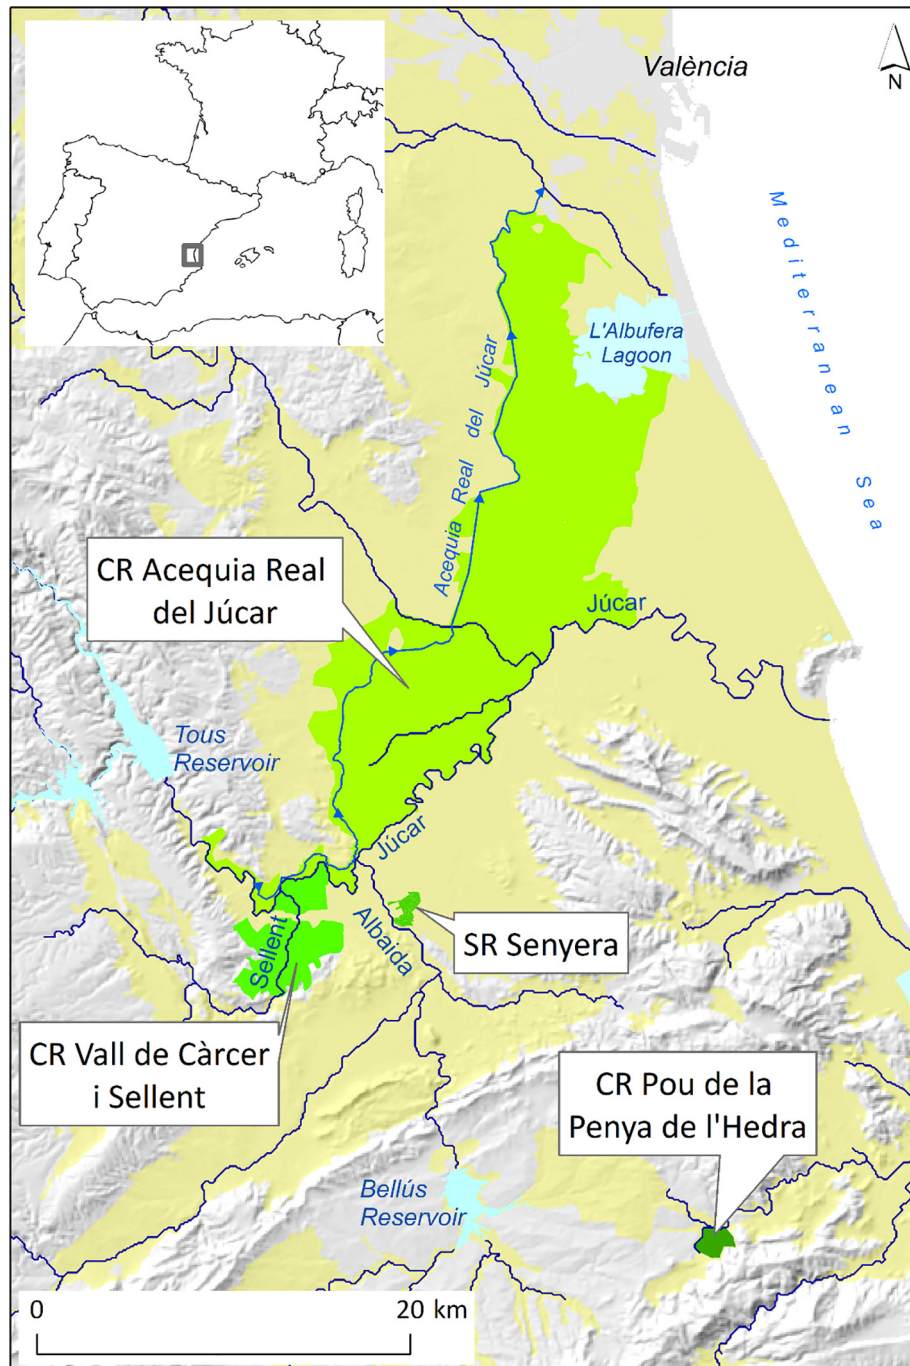 València
N
Mediterranean Sea
L'Albufera
Lagoon
Acequia Real del Júcar
CR Acequia Real
del Júcar
Júcar
Tous
Reservoir
Júcar
Sellent
Albaida
SR Senyera
CR Vall de Càrcer
i Sellent
CR Pou de la
Penya de l'Hedra
Bellús
Reservoir
0 20 km